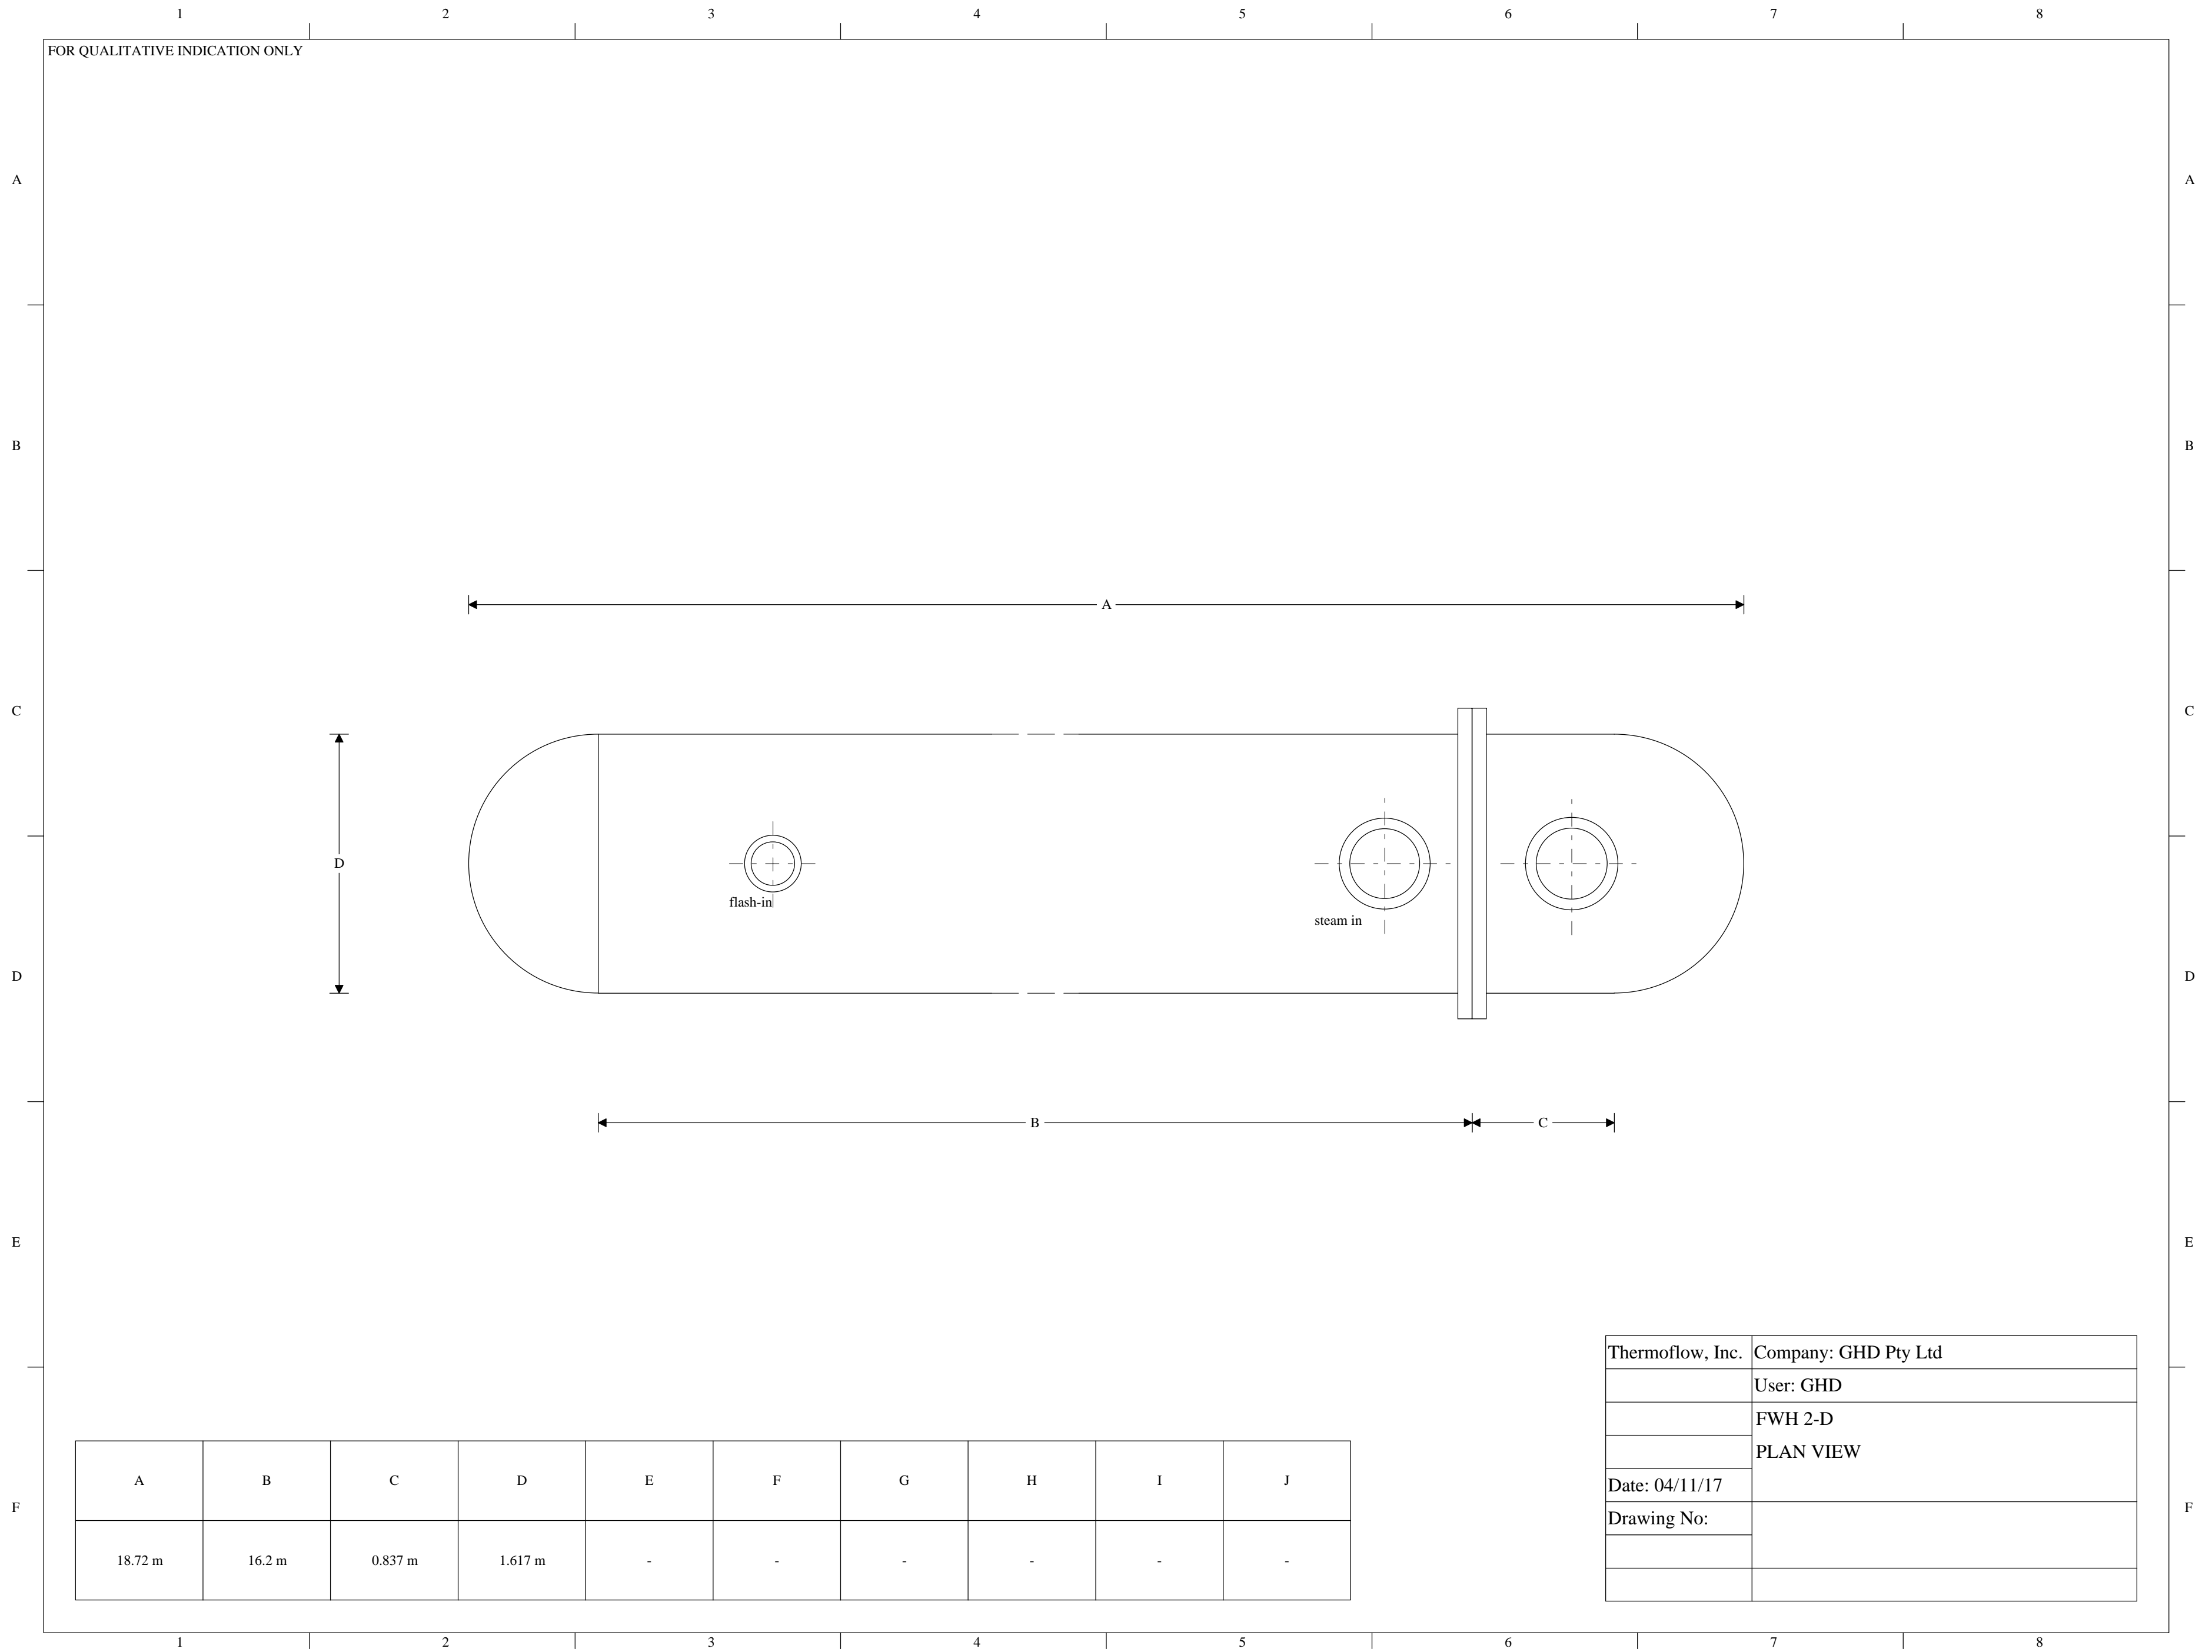 1 2 3 4 5 6 7 8
FOR QUALITATIVE INDICATION ONLY
A A
B B
A
C C
D
flash-in
steam in
D D
B C
E E
Thermoflow, Inc. Company: GHD Pty Ltd
User: GHD
FWH 2-D
PLAN VIEW
Date: 04/11/17
Drawing No:
A B C D E F G H I J
F F
18.72 m 16.2 m 0.837 m 1.617 m - - - - - -
1 2 3 4 5 6 7 8